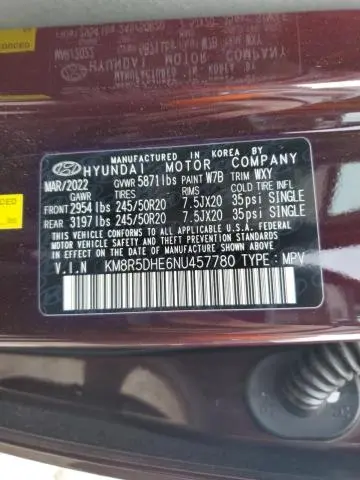 MANUFACTURED IN KOREA BY
HYUNDAI MOTOR COMPANY
MAR/2022 GVWR 5871lbs PAINT W7B TRIM WXY
GAWR TIRES RIMS COLD TIRE PRESSURE
FRONT 2954 lbs 245/50R20 7.5JX20 35psi SINGLE
REAR 3197 lbs 245/50R20 7.5JX20 35psi SINGLE
THIS VEHICLE CONFORMS TO ALL APPLICABLE U.S.A. FEDERAL
MOTOR VEHICLE SAFETY, BUMPER, AND THEFT PREVENTION
STANDARDS IN EFFECT ON THE DATE OF MANUFACTURE SHOWN ABOVE.
V.I.N KM8R5DHE6NU457780 TYPE: MPV